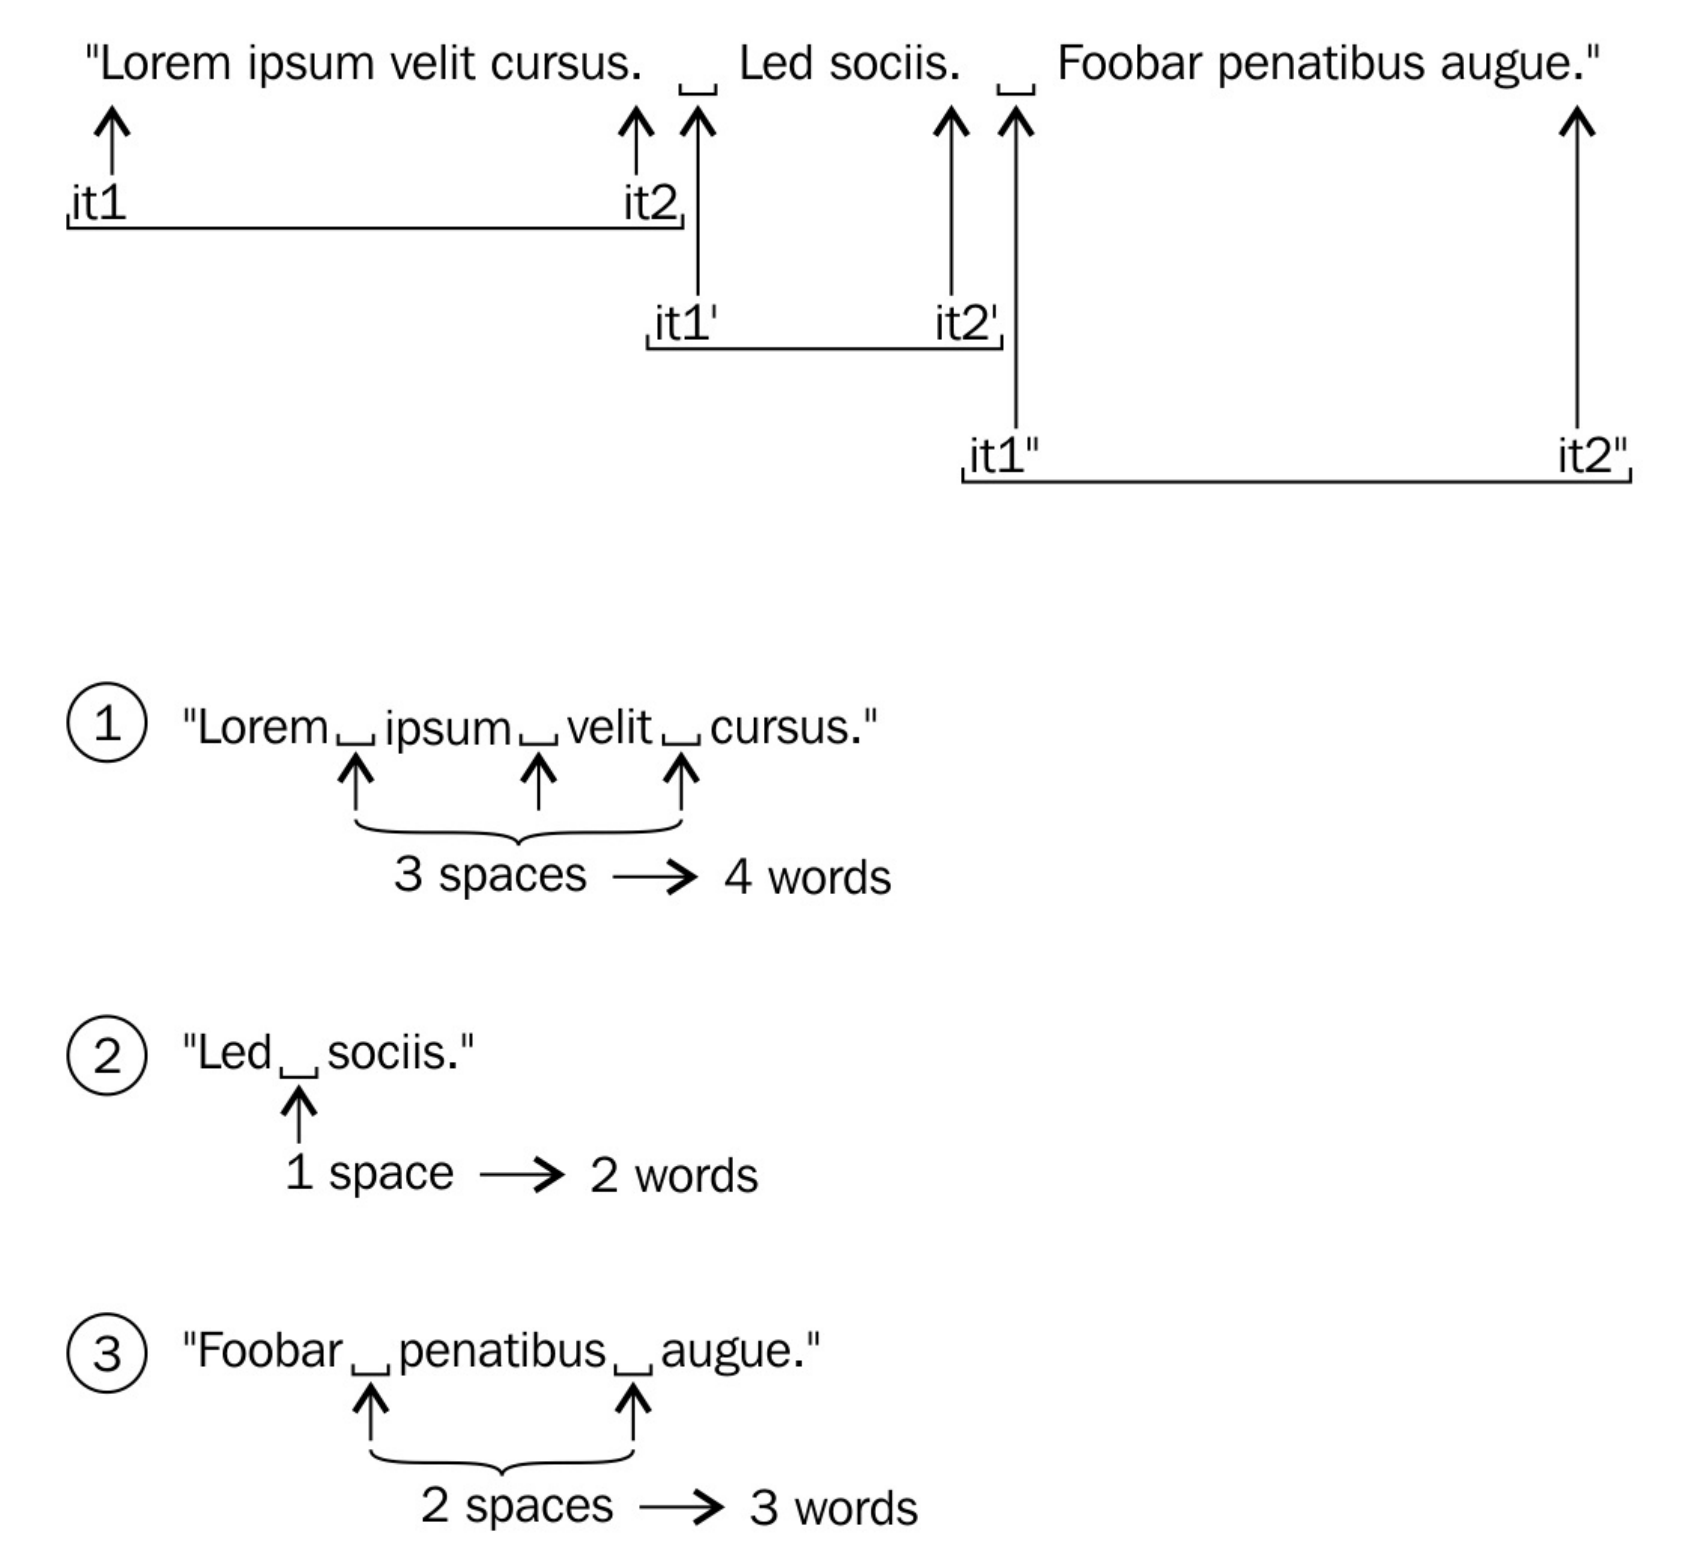 "Lorem ipsum velit cursus. ␣ Led sociis. ␣ Foobar penatibus augue."
it1 it2
it1' it2'
it1" it2"
1 "Lorem␣ipsum␣velit␣cursus."
3 spaces → 4 words
2 "Led␣sociis."
1 space → 2 words
3 "Foobar␣penatibus␣augue."
2 spaces → 3 words